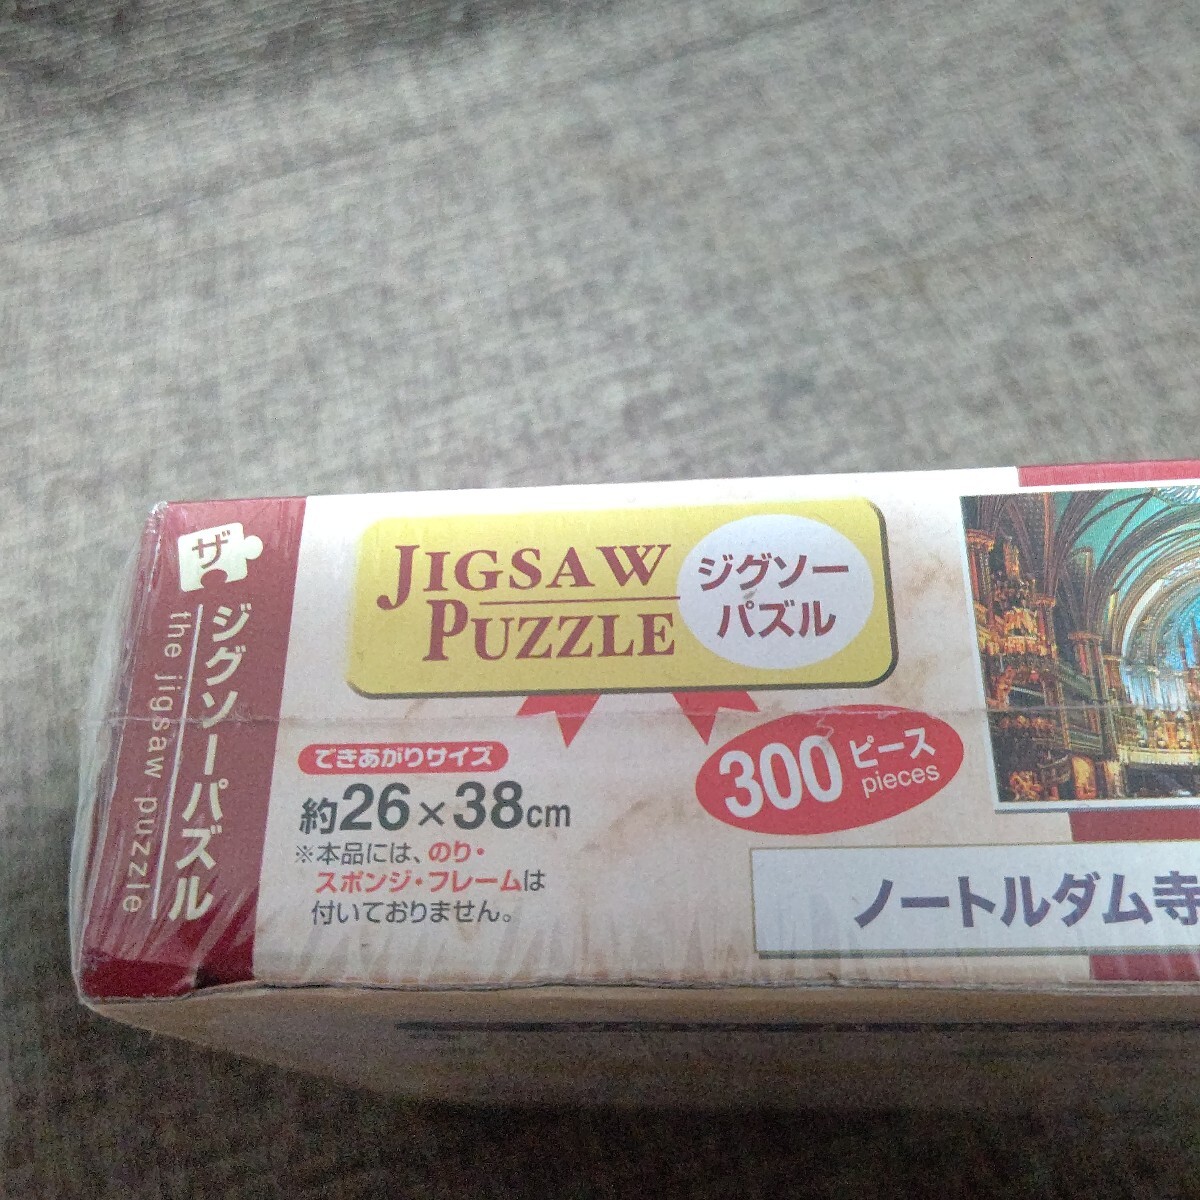 ザ
ジグソーパズル
the jigsaw puzzle
JIGSAW
PUZZLE
ジグソー
パズル
300ピース
pieces
できあがりサイズ
約26×38cm
※本品には、のり・
スポンジ・フレームは
付いておりません。
ノートルダム寺